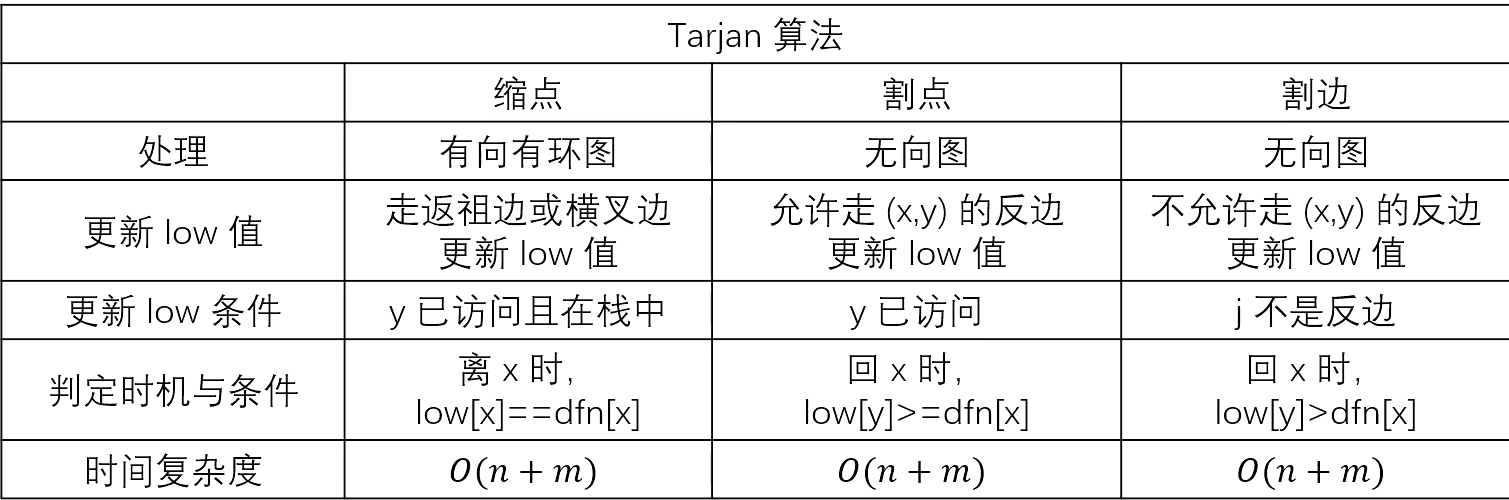 Tarjan 算法
缩点 割点 割边
处理 有向有环图 无向图 无向图
更新 low 值
走返祖边或横叉边
更新 low 值
允许走 (x,y) 的反边
更新 low 值
不允许走 (x,y) 的反边
更新 low 值
更新 low 条件 y 已访问且在栈中 y 已访问 j 不是反边
判定时机与条件
离 x 时,
low[x]==dfn[x]
回 x 时,
low[y]>=dfn[x]
回 x 时,
low[y]>dfn[x]
时间复杂度 O(n + m) O(n + m) O(n + m)